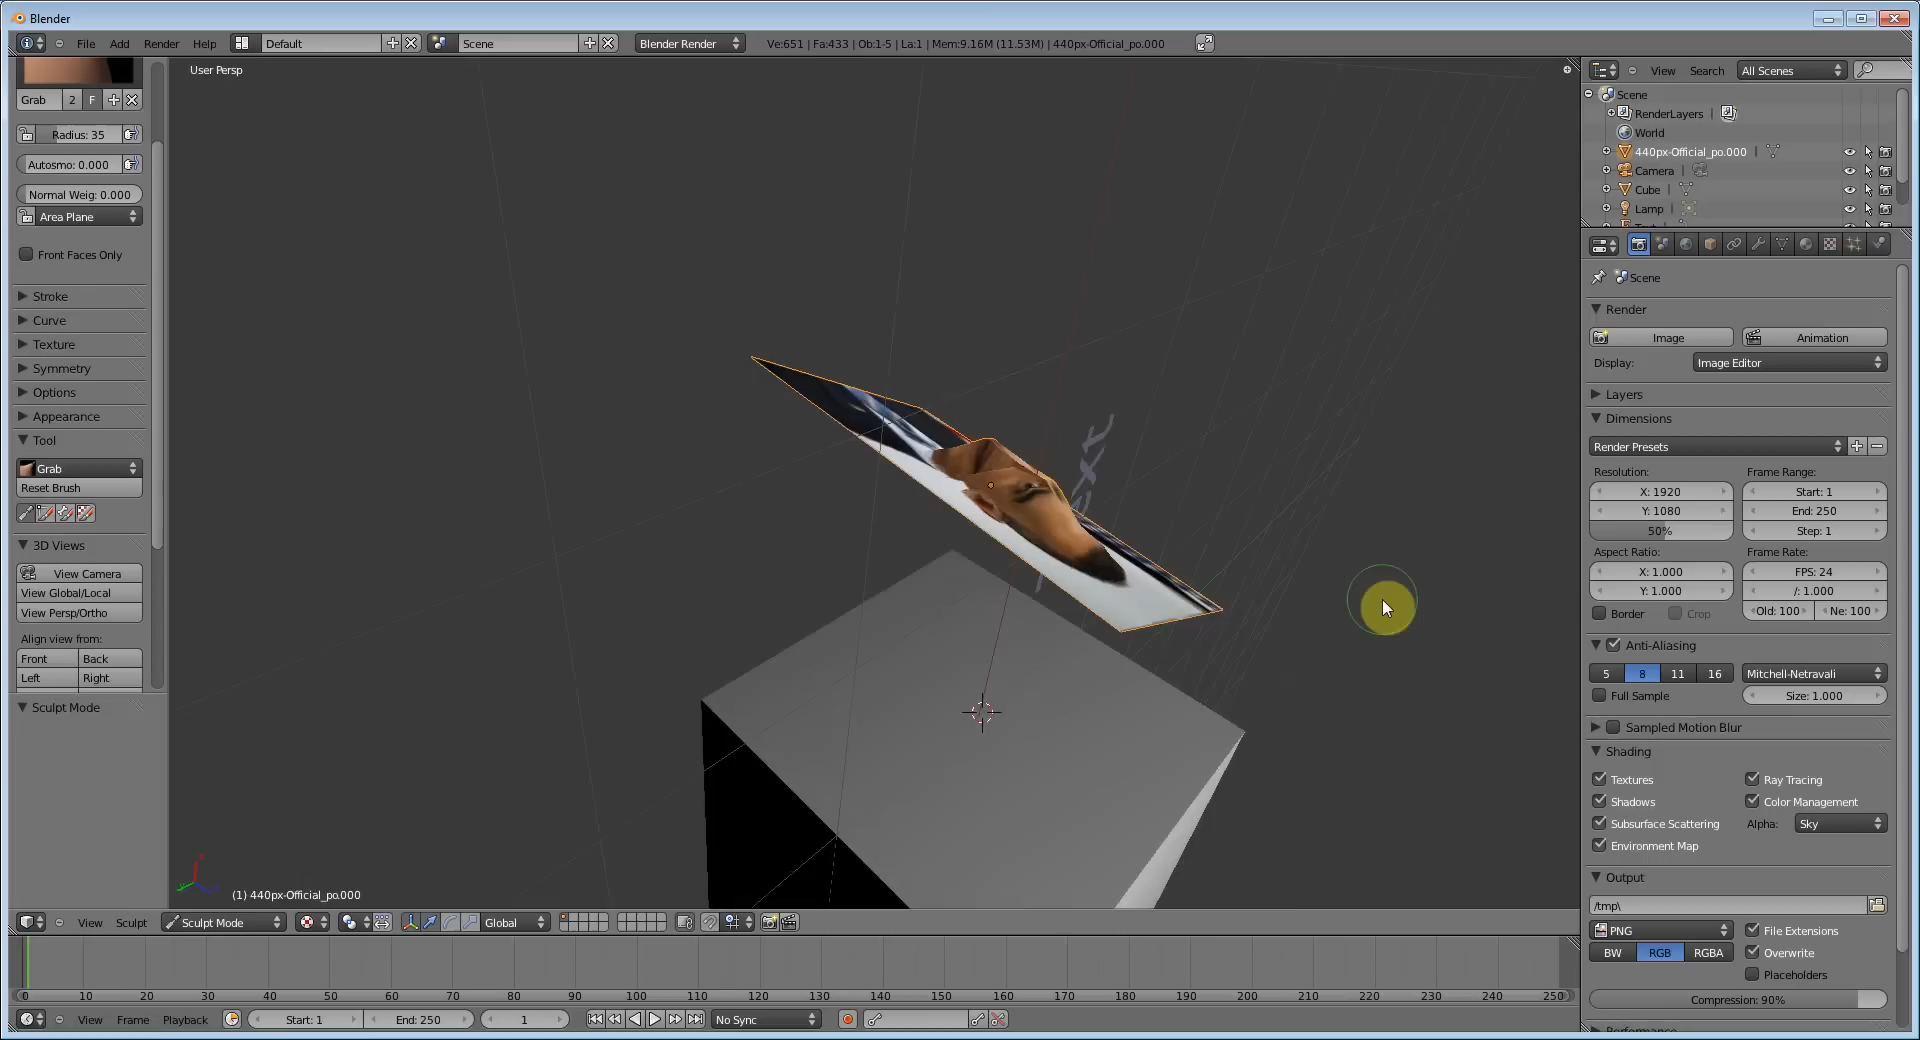 Blender
File Add Render Help Default Scene Blender Render Ve:651 | Fa:433 | Ob:1-5 | La:1 | Mem:9.16M (11.53M) | 440px-Official_po.000
User Persp
Grab 2 F
Radius: 35
Autosmo: 0.000
Normal Weig: 0.000
Area Plane
Front Faces Only
Stroke
Curve
Texture
Symmetry
Options
Appearance
Tool
Grab
Reset Brush
3D Views
View Camera
View Global/Local
View Persp/Ortho
Align view from:
Front Back
Left Right
Sculpt Mode
(1) 440px-Official_po.000
View Sculpt Sculpt Mode Global
0 10 20 30 40 50 60 70 80 90 100 110 120 130 140 150 160 170 180 190 200 210 220 230 240 250
View Frame Playback Start: 1 End: 250 1 No Sync
View Search All Scenes
Scene
RenderLayers
World
440px-Official_po.000
Camera
Cube
Lamp
Scene
Render
Image Animation
Display: Image Editor
Layers
Dimensions
Render Presets
Resolution: Frame Range:
X: 1920 Start: 1
Y: 1080 End: 250
50% Step: 1
Aspect Ratio: Frame Rate:
X: 1.000 FPS: 24
Y: 1.000 /: 1.000
Border Crop Old: 100 Ne: 100
Anti-Aliasing
5 8 11 16 Mitchell-Netravali
Full Sample Size: 1.000
Sampled Motion Blur
Shading
Textures Ray Tracing
Shadows Color Management
Subsurface Scattering Alpha: Sky
Environment Map
Output
/tmp\
PNG File Extensions
BW RGB RGBA Overwrite
Placeholders
Compression: 90%
Performance